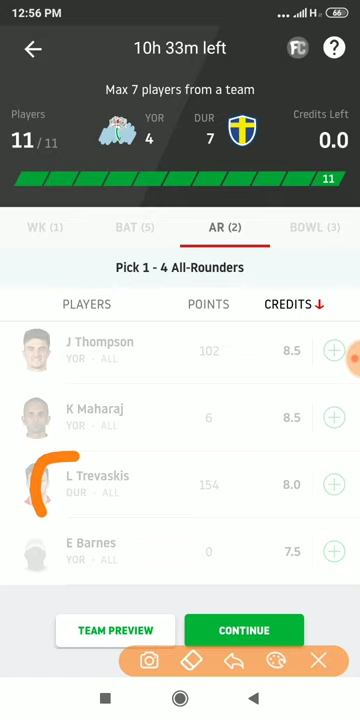 12:56 PM
H
66
10h 33m left
FC
?
Max 7 players from a team
Players
YOR
DUR
Credits Left
11 / 11
4
7
0.0
11
WK (1)
BAT (5)
AR (2)
BOWL (3)
Pick 1 - 4 All-Rounders
PLAYERS
POINTS
CREDITS
J Thompson
YOR - ALL
102
8.5
K Maharaj
YOR - ALL
6
8.5
L Trevaskis
DUR - ALL
154
8.0
E Barnes
YOR - ALL
0
7.5
TEAM PREVIEW
CONTINUE